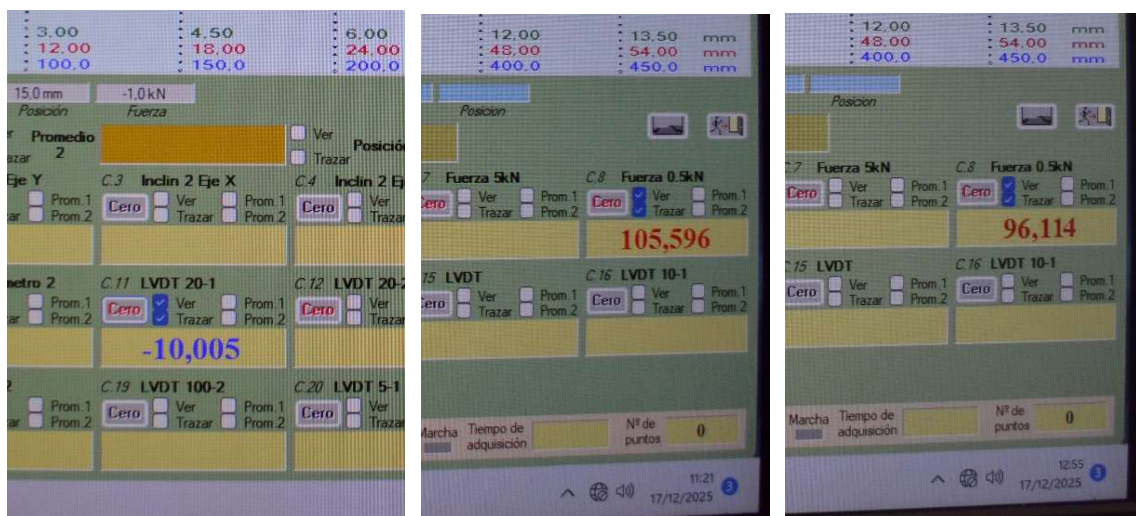 3.00 4.50 6.00
12.00 18.00 24.00
100,0 150,0 200,0
15,0 mm -1,0 kN
Posición Fuerza
Promedio 2
Ver
Trazar
Posició
Eje Y
Prom.1
Prom.2
C.3 Inclin 2 Eje X
Cero Ver Prom.1
Trazar Prom.2
C.4 Inclin 2 Ej
Cero Ver
Trazar
metro 2
Prom.1
Prom.2
C.11 LVDT 20-1
Cero Ver Prom.1
Trazar Prom.2
-10,005
C.12 LVDT 20-2
Cero Ver
Trazar
Prom.1
Prom.2
C.19 LVDT 100-2
Cero Ver Prom.1
Trazar Prom.2
C.20 LVDT 5-1
Cero Ver
Trazar
12,00 13,50 mm
48,00 54,00 mm
400,0 450,0 mm
Posicion
7 Fuerza 5kN
Cero Ver Prom.1
Trazar Prom.2
C.8 Fuerza 0.5kN
Cero Ver Prom.1
Trazar Prom.2
105,596
15 LVDT
Cero Ver Prom.1
Trazar Prom.2
C.16 LVDT 10-1
Cero Ver Prom.1
Trazar Prom.2
Marcha Tiempo de adquisición Nº de puntos 0
11:21
17/12/2025 3
12,00 13,50 mm
48,00 54,00 mm
400,0 450,0 mm
Posicion
C.7 Fuerza 5kN
Cero Ver Prom.1
Trazar Prom.2
C.8 Fuerza 0.5kN
Cero Ver Prom.1
Trazar Prom.2
96,114
C.15 LVDT
Cero Ver Prom.1
Trazar Prom.2
C.16 LVDT 10-1
Cero Ver Prom.1
Trazar Prom.2
Marcha Tiempo de adquisición Nº de puntos 0
12:55
17/12/2025 3